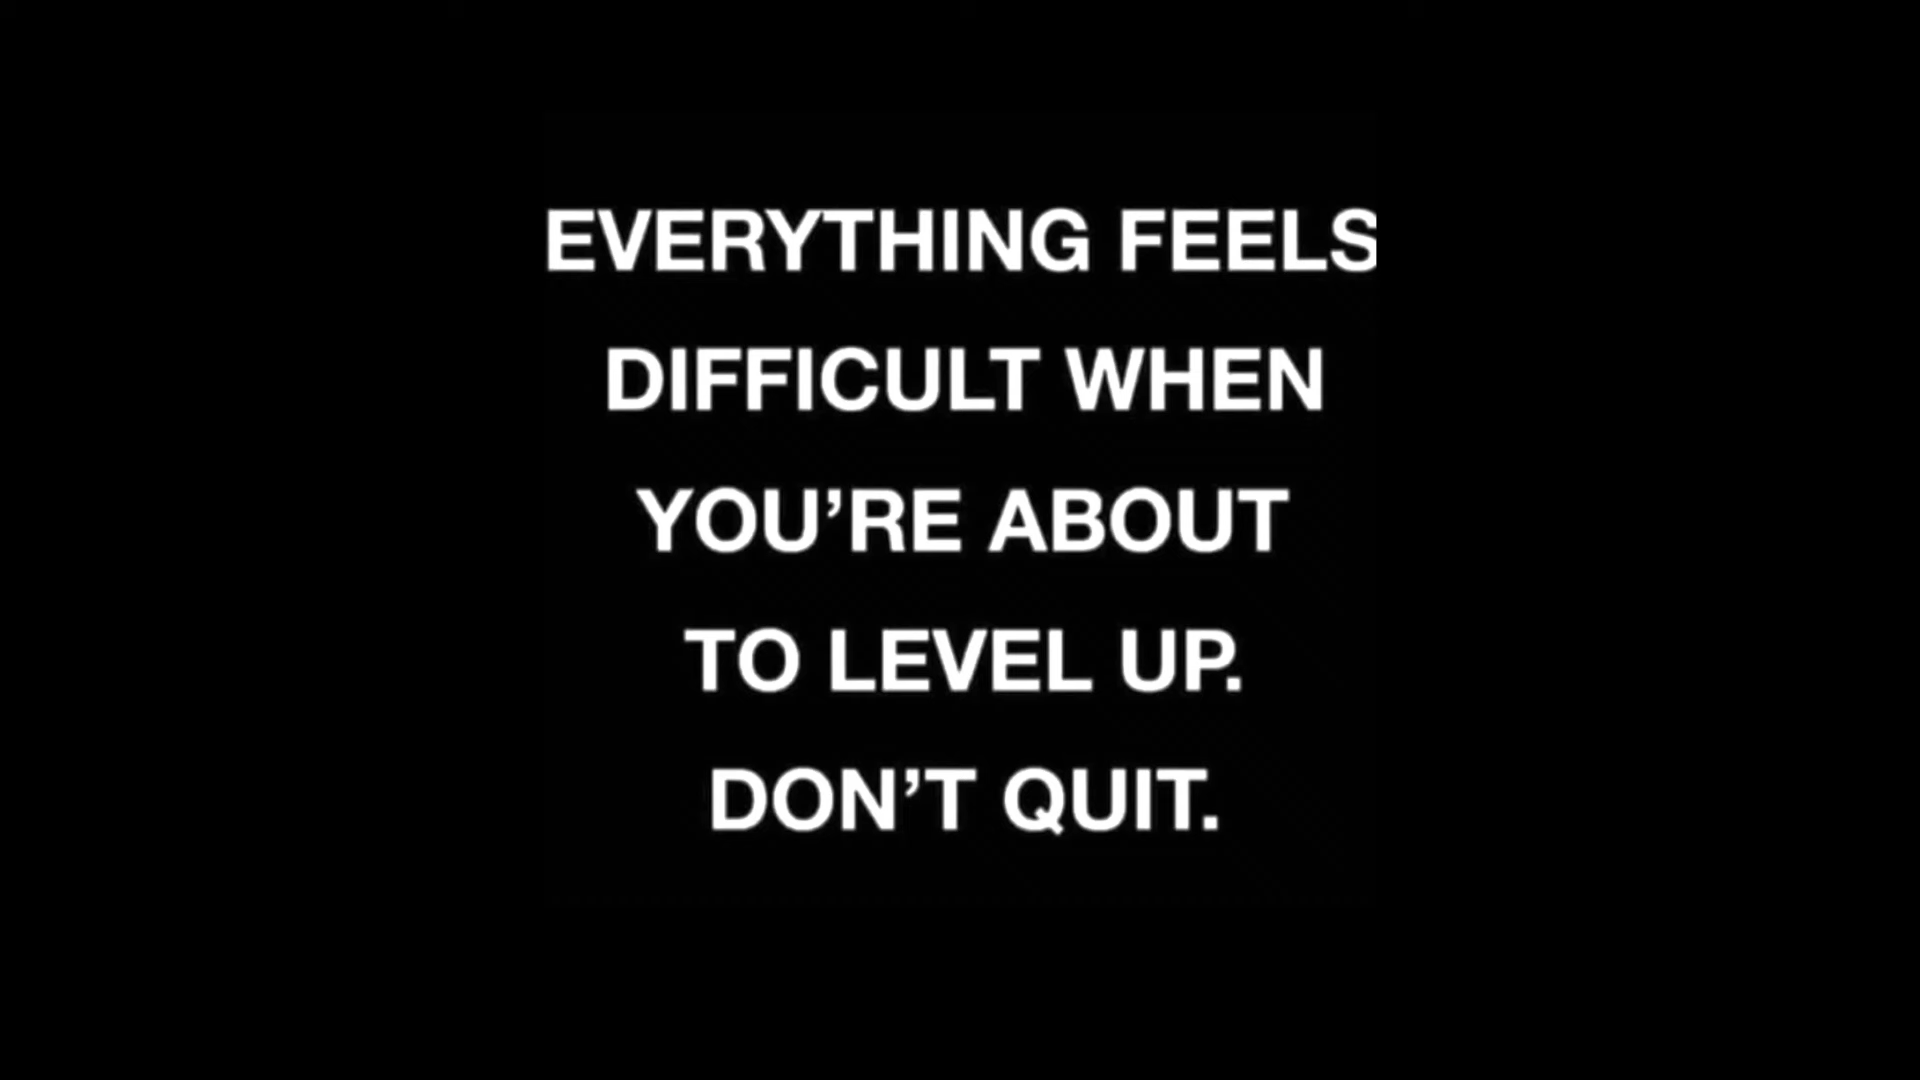 EVERYTHING FEELS
DIFFICULT WHEN
YOU’RE ABOUT
TO LEVEL UP.
DON’T QUIT.